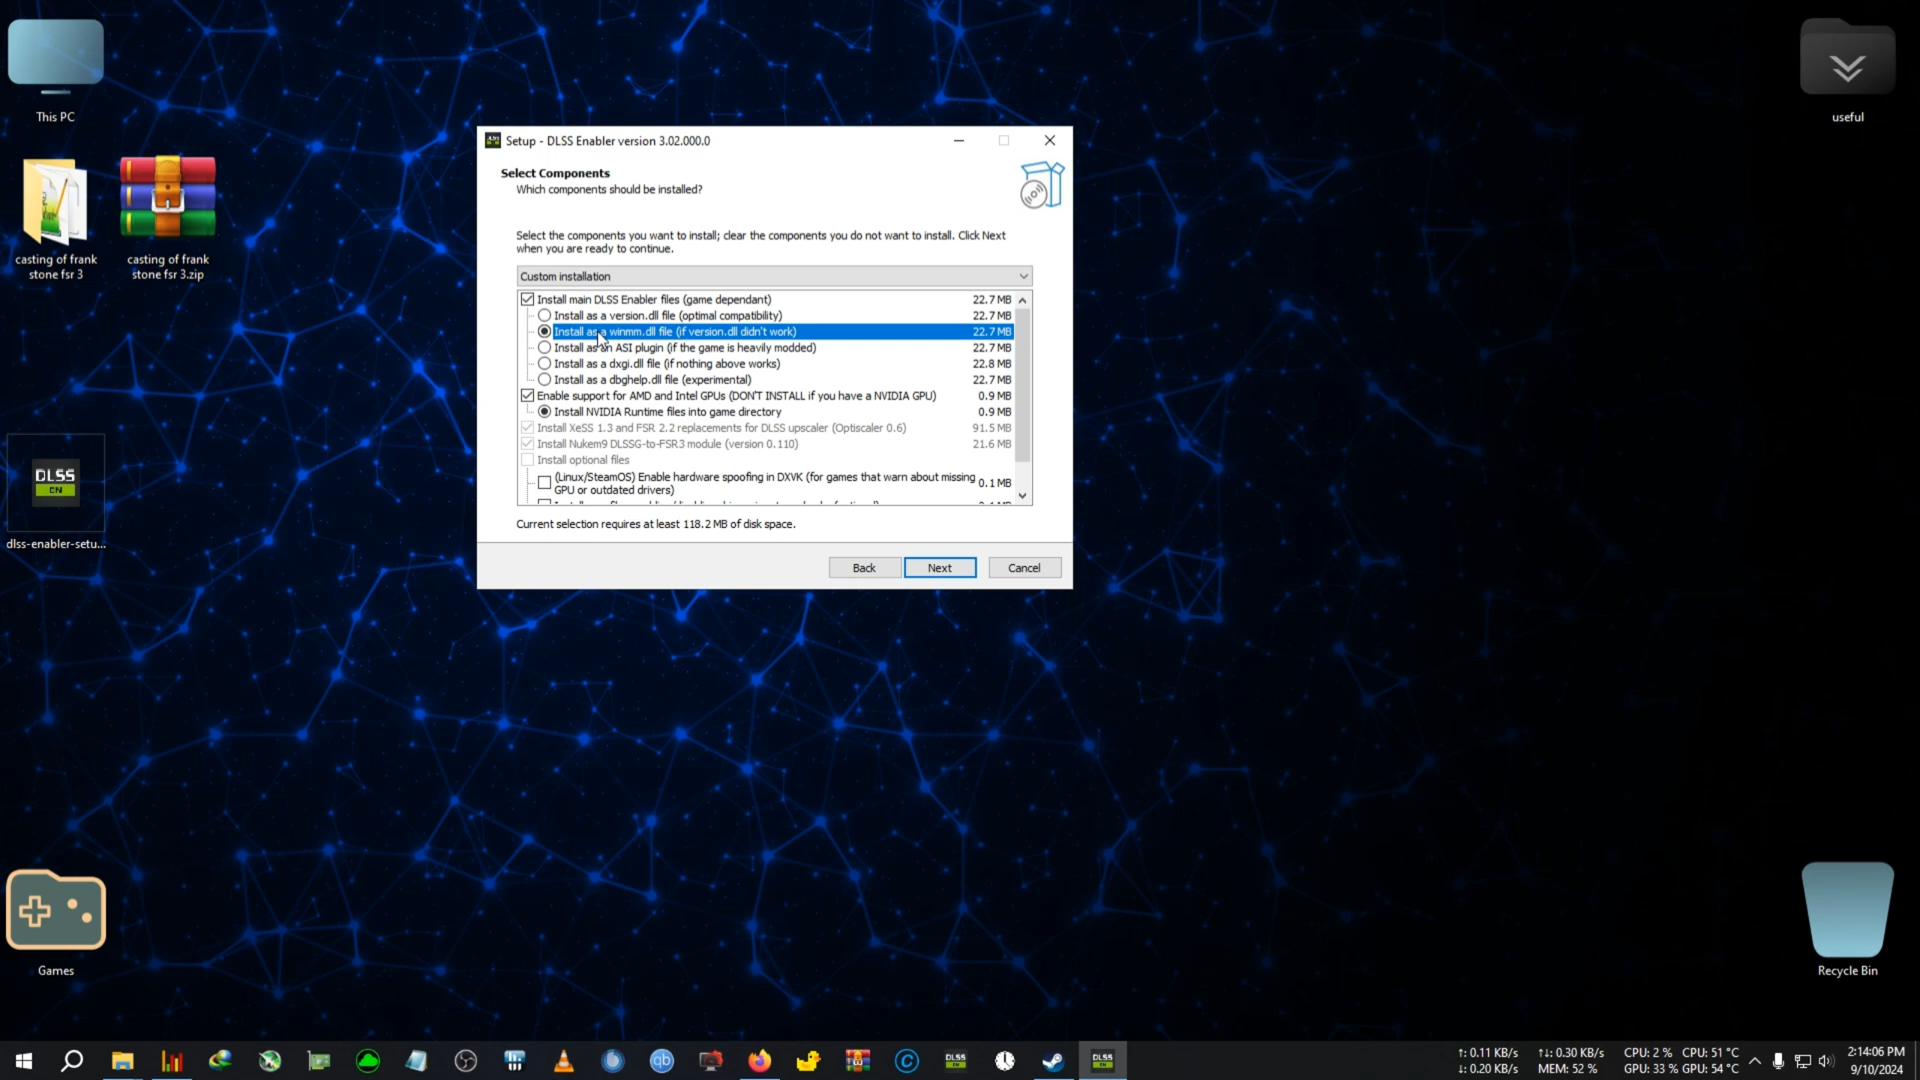 This PC
useful
casting of frank
stone fsr 3
casting of frank
stone fsr 3.zip
DLSS
EN
dlss-enabler-setu...
Games
Recycle Bin
Setup - DLSS Enabler version 3.02.000.0
Select Components
Which components should be installed?
Select the components you want to install; clear the components you do not want to install. Click Next
when you are ready to continue.
Custom installation
Install main DLSS Enabler files (game dependant) 22.7 MB
Install as a version.dll file (optimal compatibility) 22.7 MB
Install as a winmm.dll file (if version.dll didn't work) 22.7 MB
Install as an ASI plugin (if the game is heavily modded) 22.7 MB
Install as a dxgi.dll file (if nothing above works) 22.8 MB
Install as a dbghelp.dll file (experimental) 22.7 MB
Enable support for AMD and Intel GPUs (DON'T INSTALL if you have a NVIDIA GPU) 0.9 MB
Install NVIDIA Runtime files into game directory 0.9 MB
Install XeSS 1.3 and FSR 2.2 replacements for DLSS upscaler (Optiscaler 0.6) 91.5 MB
Install Nukem9 DLSSG-to-FSR3 module (version 0.110) 21.6 MB
Install optional files
(Linux/SteamOS) Enable hardware spoofing in DXVK (for games that warn about missing 0.1 MB
GPU or outdated drivers)
Current selection requires at least 118.2 MB of disk space.
Back Next Cancel
qb
DLSS
EN
DLSS
EN
↑: 0.11 KB/s ↑↓: 0.30 KB/s CPU: 2 % CPU: 51 °C
↓: 0.20 KB/s MEM: 52 % GPU: 33 % GPU: 54 °C
2:14:06 PM
9/10/2024